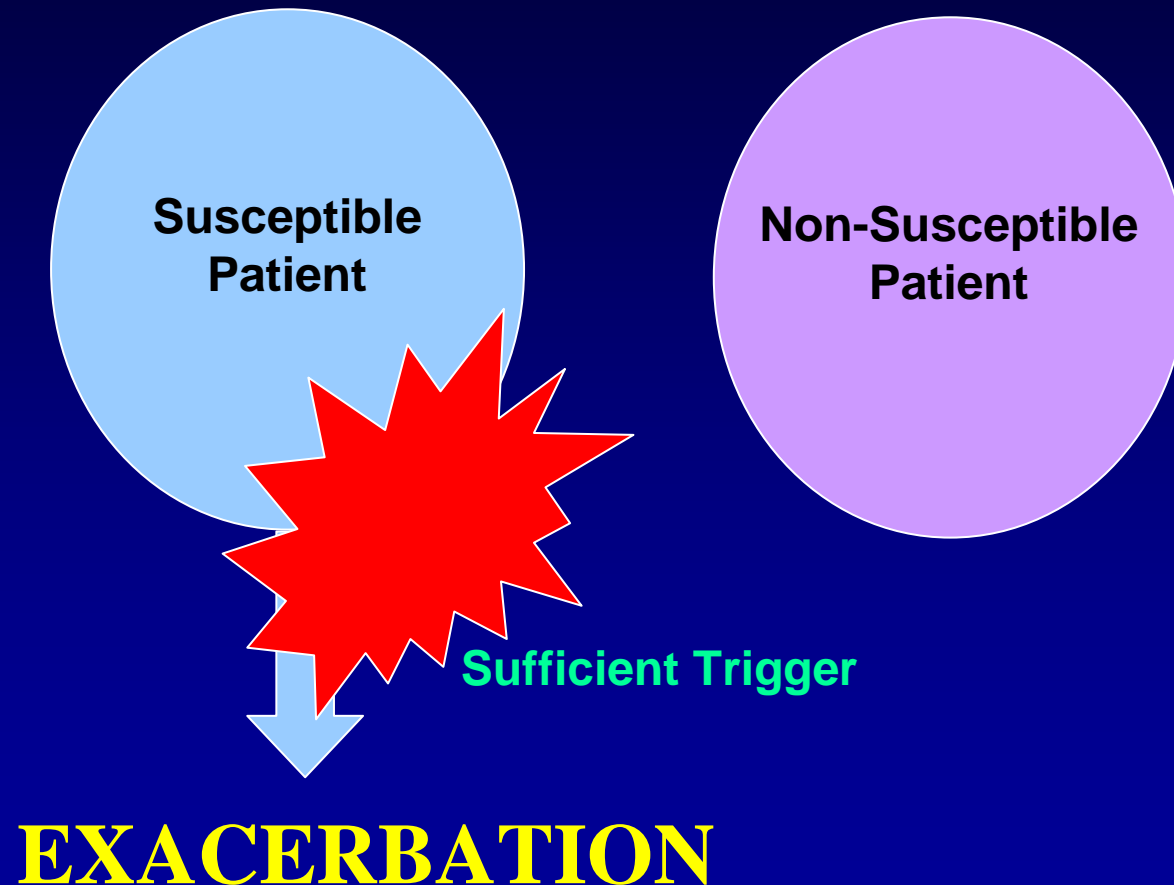 Susceptible
Patient
Non-Susceptible
Patient
Sufficient Trigger
EXACERBATION